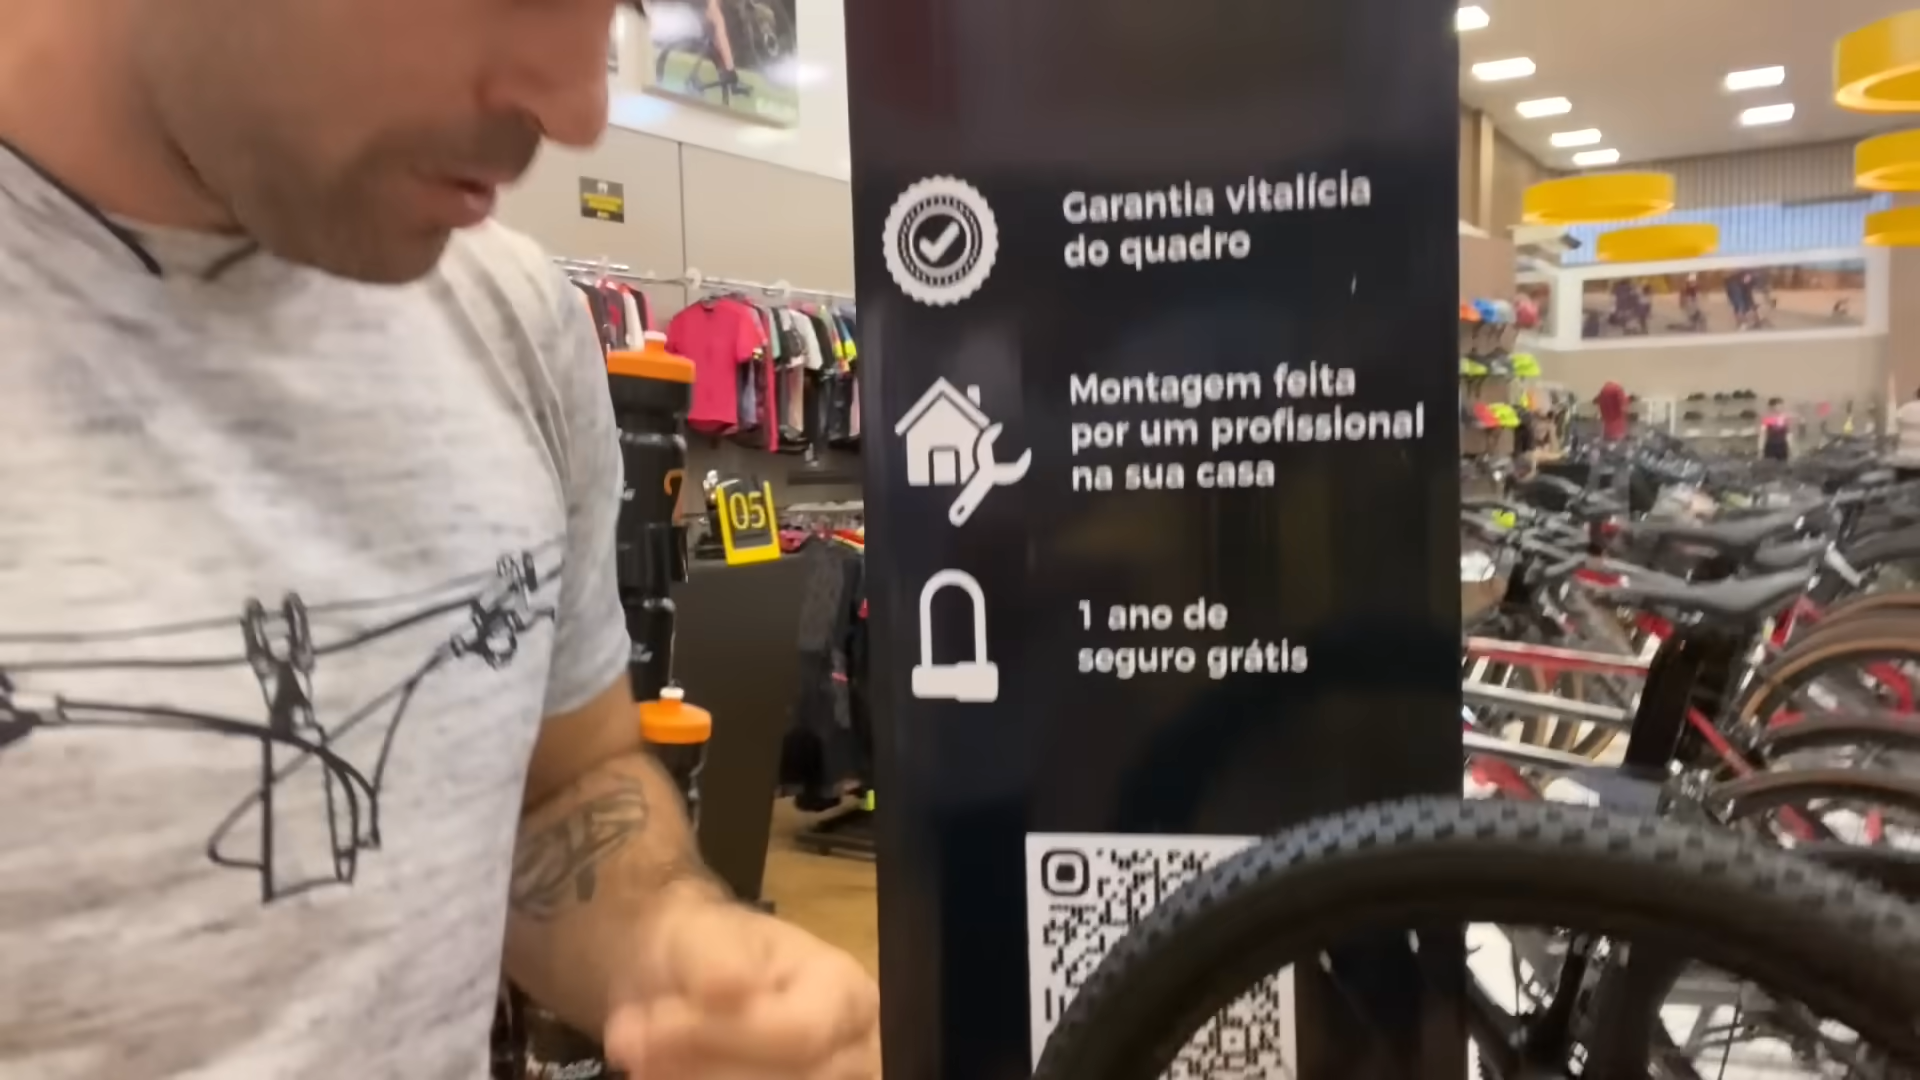 Garantia vitalícia
do quadro
Montagem feita
por um profissional
na sua casa
1 ano de
seguro grátis
05